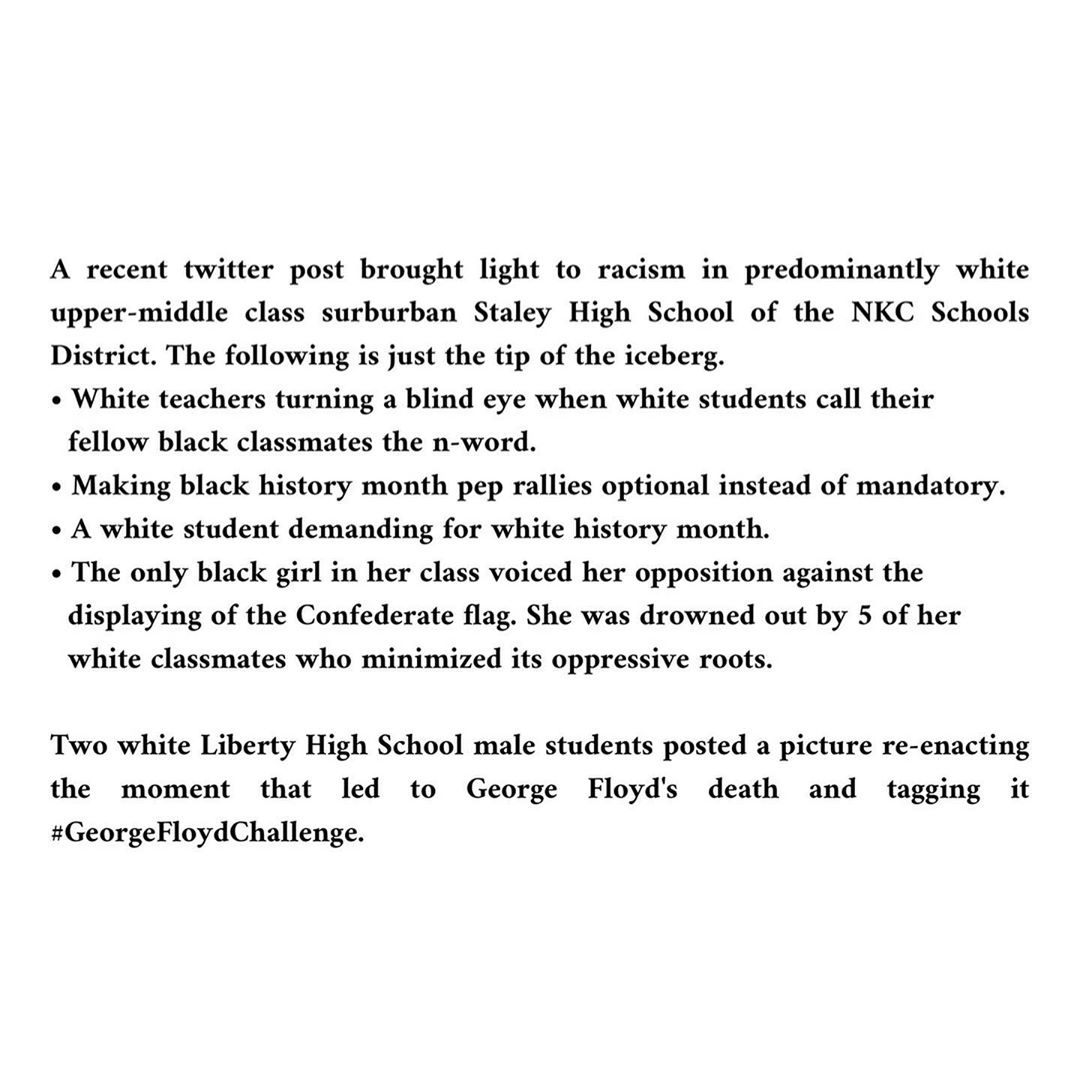 A recent twitter post brought light to racism in predominantly white
upper-middle class surburban Staley High School of the NKC Schools
District. The following is just the tip of the iceberg.
• White teachers turning a blind eye when white students call their
fellow black classmates the n-word.
• Making black history month pep rallies optional instead of mandatory.
• A white student demanding for white history month.
• The only black girl in her class voiced her opposition against the
displaying of the Confederate flag. She was drowned out by 5 of her
white classmates who minimized its oppressive roots.
Two white Liberty High School male students posted a picture re-enacting
the moment that led to George Floyd's death and tagging it
#GeorgeFloydChallenge.